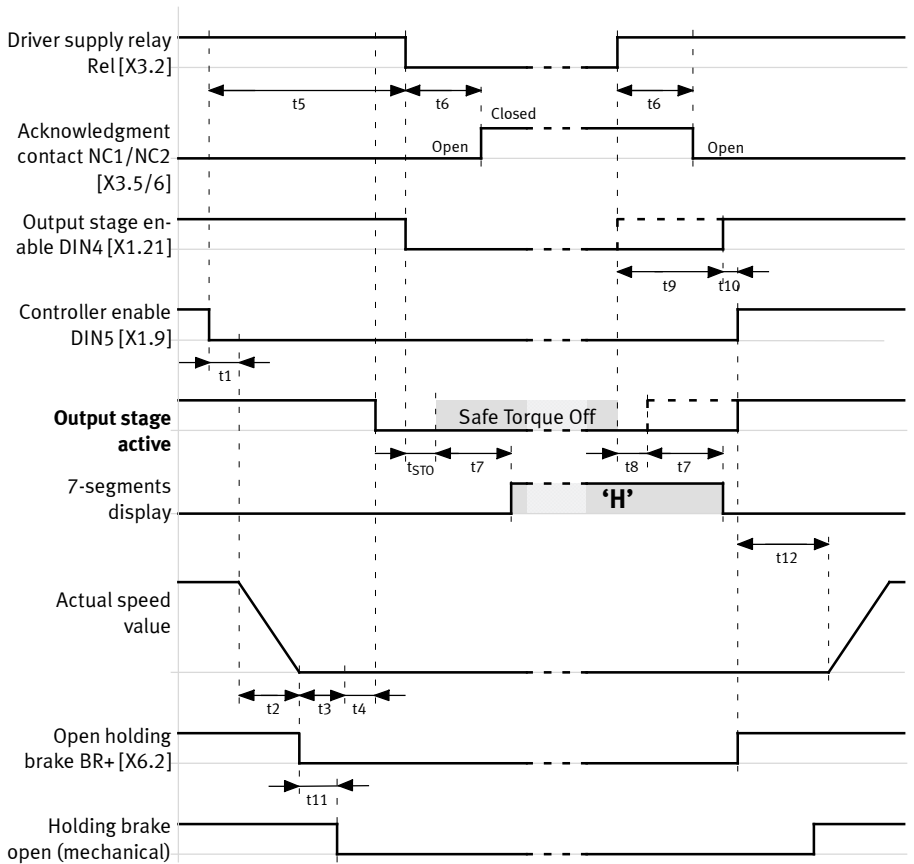 Driver supply relay
Rel [X3.2]
t5
t6
t6
Acknowledgment
contact NC1/NC2
[X3.5/6]
Open
Closed
Open
Output stage en-
able DIN4 [X1.21]
t9
t10
Controller enable
DIN5 [X1.9]
t1
Output stage
active
Safe Torque Off
tSTO
t7
t8
t7
7-segments
display
‘H’
t12
Actual speed
value
t2
t3
t4
Open holding
brake BR+ [X6.2]
t11
Holding brake
open (mechanical)